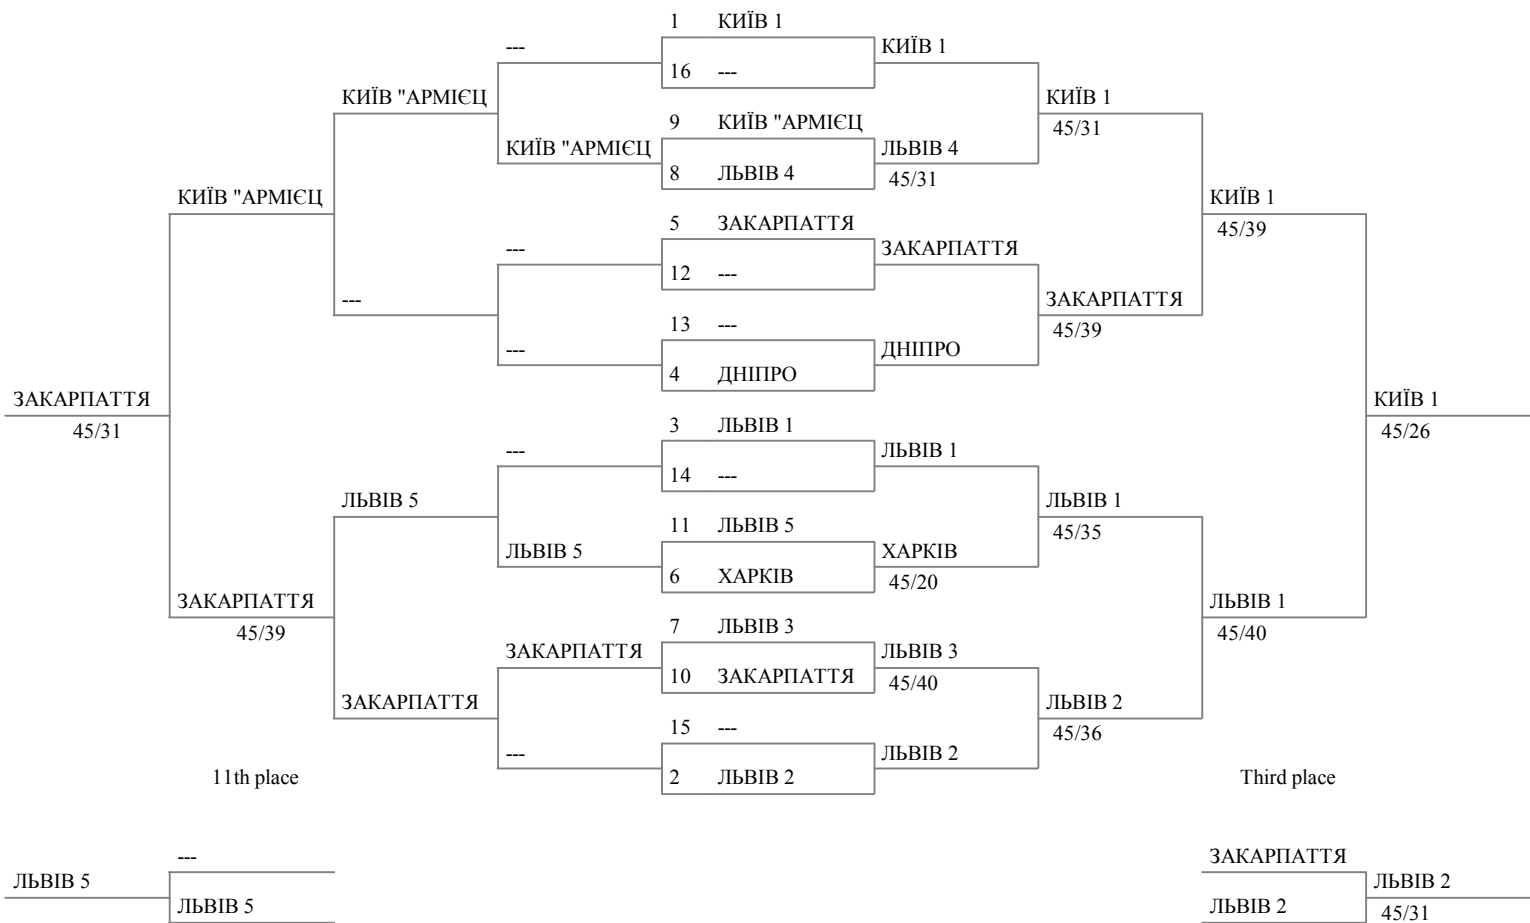 1 КИЇВ 1
--- КИЇВ 1
16 ---
КИЇВ "АРМІЄЦ КИЇВ 1
9 КИЇВ "АРМІЄЦ 45/31
КИЇВ "АРМІЄЦ ЛЬВІВ 4
8 ЛЬВІВ 4 45/31
КИЇВ "АРМІЄЦ КИЇВ 1
5 ЗАКАРПАТТЯ 45/39
--- ЗАКАРПАТТЯ
12 ---
--- ЗАКАРПАТТЯ
13 --- 45/39
--- ДНІПРО
4 ДНІПРО
ЗАКАРПАТТЯ КИЇВ 1
45/31 3 ЛЬВІВ 1 45/26
--- ЛЬВІВ 1
14 ---
ЛЬВІВ 5 ЛЬВІВ 1
11 ЛЬВІВ 5 45/35
ЛЬВІВ 5 ХАРКІВ
6 ХАРКІВ 45/20
ЗАКАРПАТТЯ ЛЬВІВ 1
45/39 7 ЛЬВІВ 3 45/40
ЗАКАРПАТТЯ ЛЬВІВ 3
10 ЗАКАРПАТТЯ 45/40
ЗАКАРПАТТЯ ЛЬВІВ 2
15 --- 45/36
--- ЛЬВІВ 2
11th place 2 ЛЬВІВ 2 Third place
--- ЗАКАРПАТТЯ
ЛЬВІВ 5 ЛЬВІВ 2
ЛЬВІВ 5 ЛЬВІВ 2 45/31